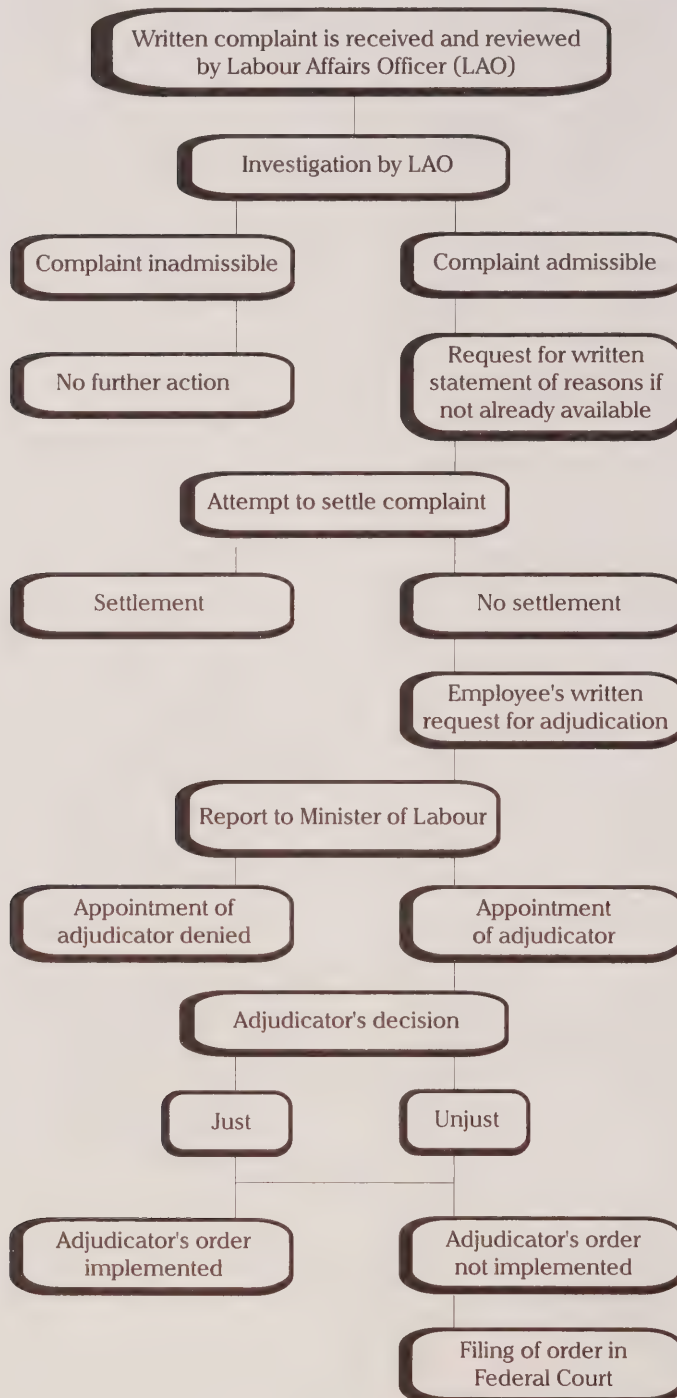 Written complaint is received and reviewed
by Labour Affairs Officer (LAO)
Investigation by LAO
Complaint inadmissible
Complaint admissible
No further action
Request for written
statement of reasons if
not already available
Attempt to settle complaint
Settlement
No settlement
Employee's written
request for adjudication
Report to Minister of Labour
Appointment of
adjudicator denied
Appointment
of adjudicator
Adjudicator's decision
Just
Unjust
Adjudicator's order
implemented
Adjudicator's order
not implemented
Filing of order in
Federal Court